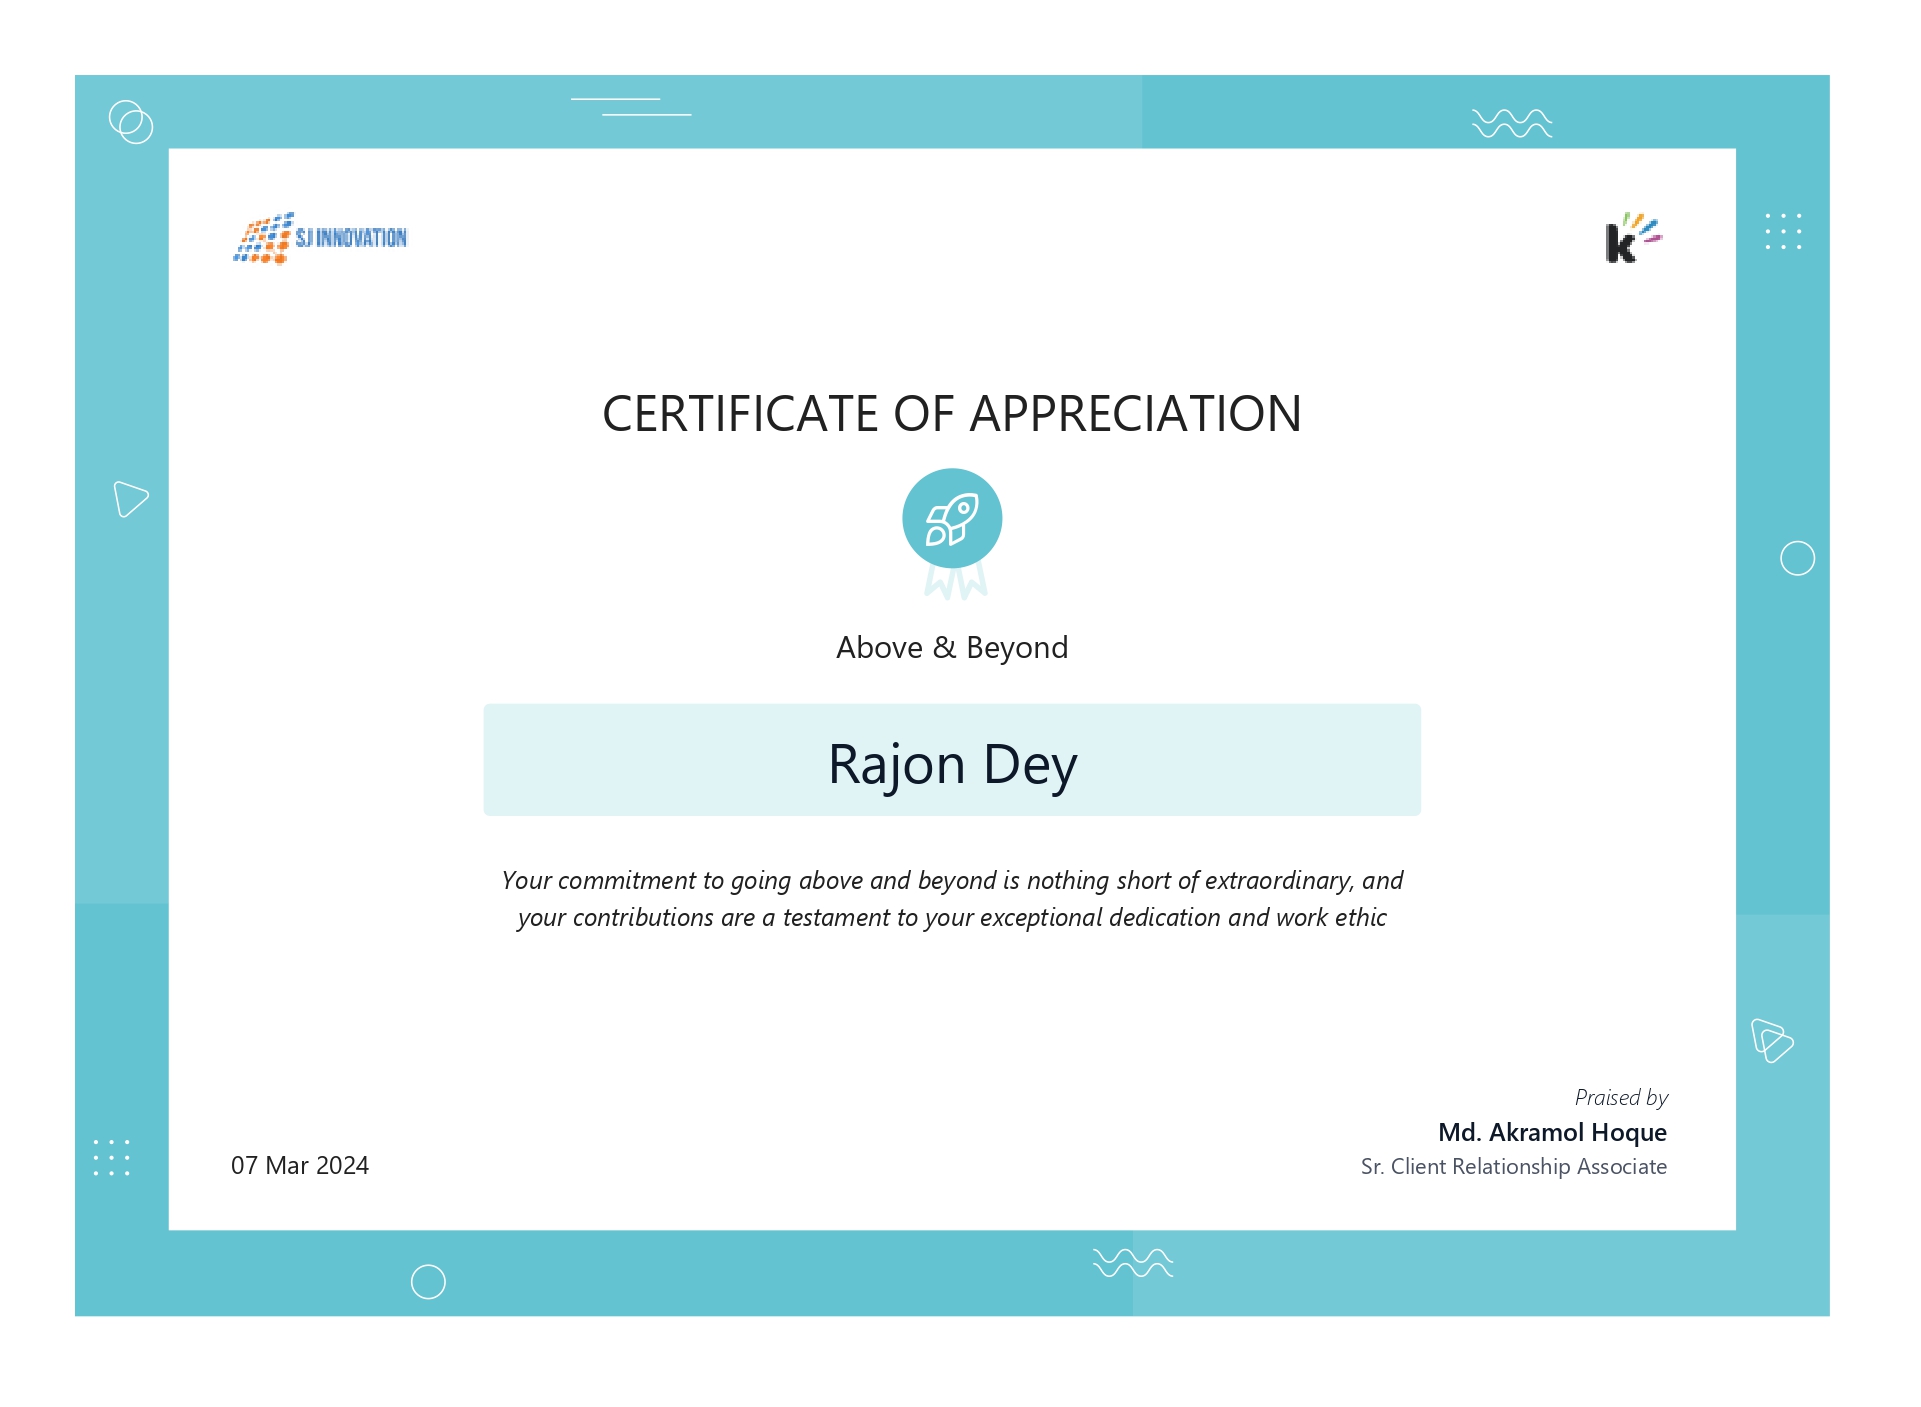 SJ INNOVATION
k
CERTIFICATE OF APPRECIATION
Above & Beyond
Rajon Dey
Your commitment to going above and beyond is nothing short of extraordinary, and
your contributions are a testament to your exceptional dedication and work ethic
Praised by
Md. Akramol Hoque
Sr. Client Relationship Associate
07 Mar 2024